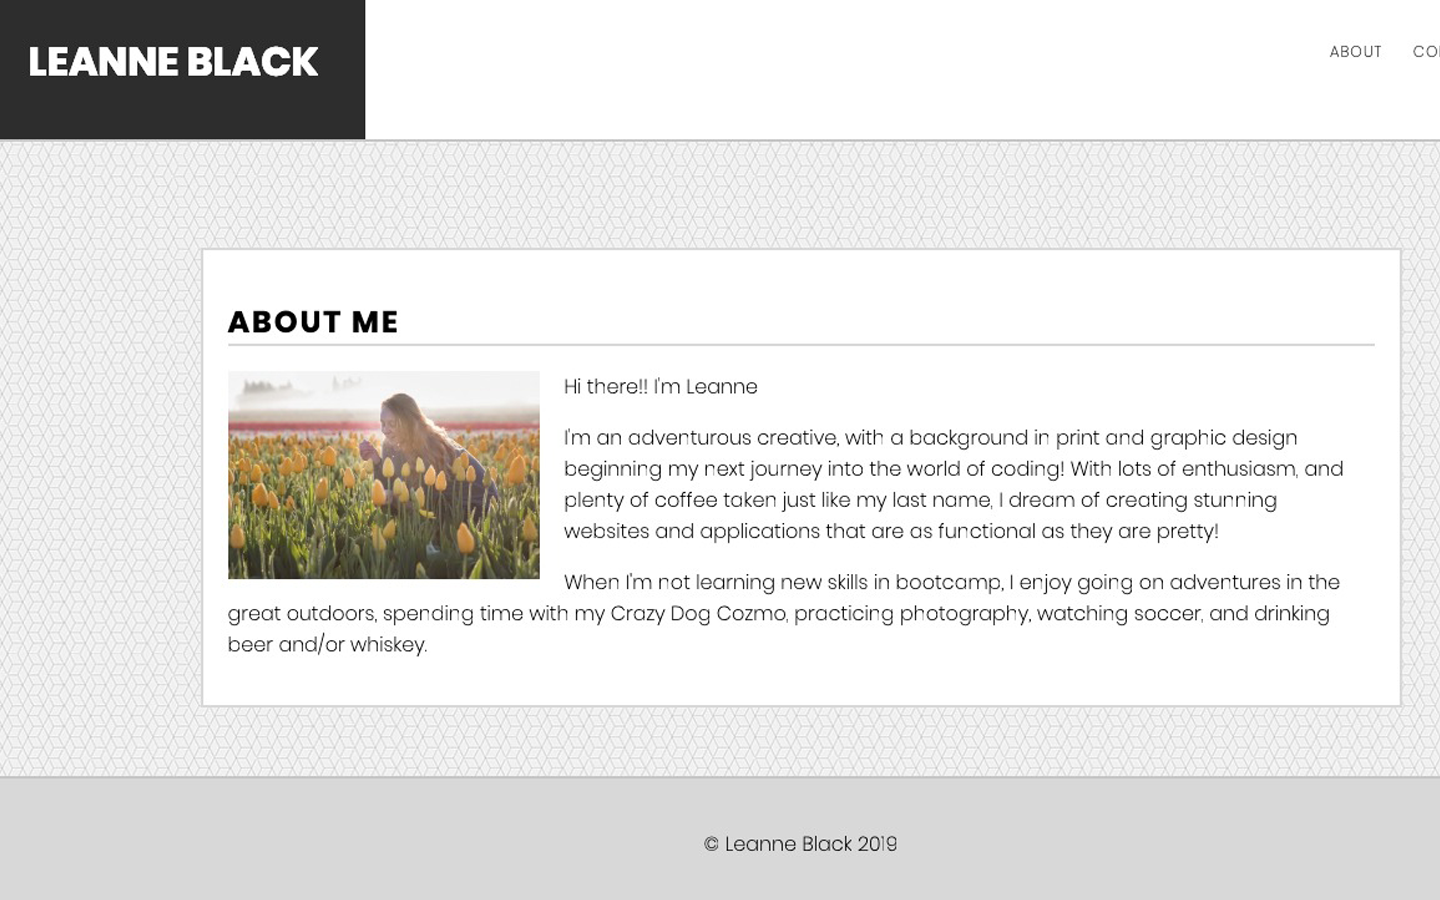 LEANNE BLACK
ABOUT
ABOUT ME
Hi there!! I'm Leanne
I'm an adventurous creative, with a background in print and graphic design
beginning my next journey into the world of coding! With lots of enthusiasm, and
plenty of coffee taken just like my last name, I dream of creating stunning
websites and applications that are as functional as they are pretty!
When I'm not learning new skills in bootcamp, I enjoy going on adventures in the
great outdoors, spending time with my Crazy Dog Cozmo, practicing photography, watching soccer, and drinking
beer and/or whiskey.
© Leanne Black 2019